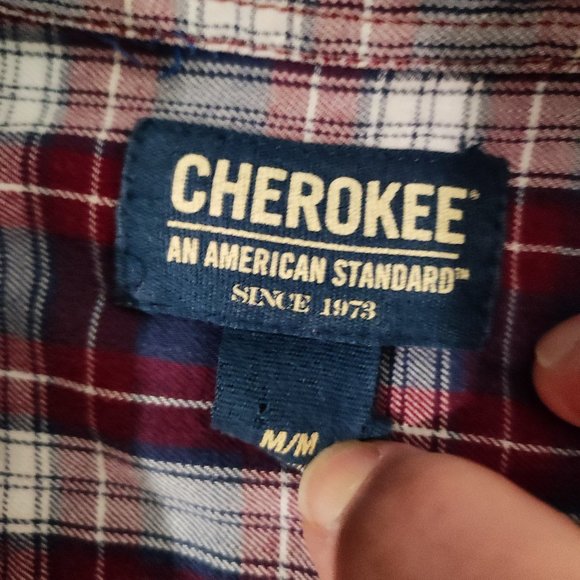 CHEROKEE
AN AMERICAN STANDARD™
SINCE 1973
M/M